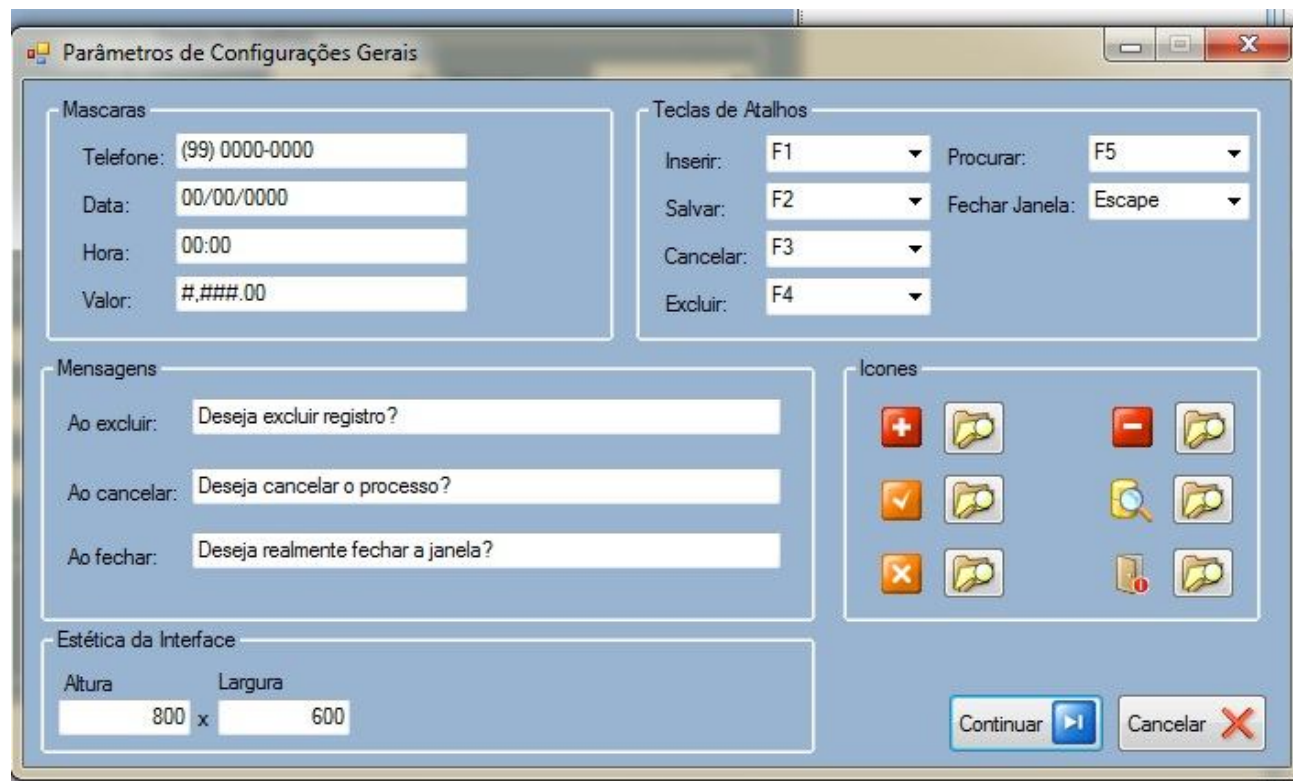 Parâmetros de Configurações Gerais
Mascaras
Telefone: (99) 0000-0000
Data: 00/00/0000
Hora: 00:00
Valor: #,###.00
Teclas de Atalhos
Inserir: F1 Procurar: F5
Salvar: F2 Fechar Janela: Escape
Cancelar: F3
Excluir: F4
Mensagens
Ao excluir: Deseja excluir registro?
Ao cancelar: Deseja cancelar o processo?
Ao fechar: Deseja realmente fechar a janela?
Icones
Estética da Interface
Altura Largura
800 x 600
Continuar Cancelar